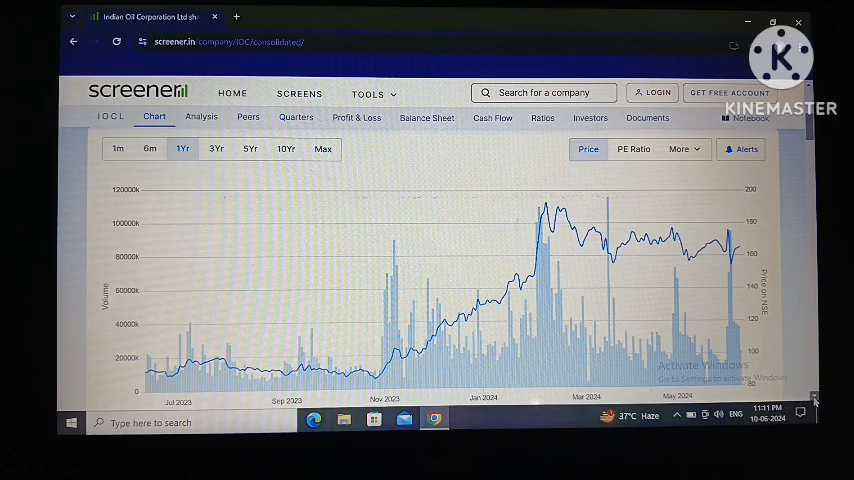 Indian Oil Corporation Ltd sha
screener.in/company/IOC/consolidated/
K
KINEMASTER
screener
HOME
SCREENS
TOOLS
Search for a company
LOGIN
GET FREE ACCOUNT
I O C L
Chart
Analysis
Peers
Quarters
Profit & Loss
Balance Sheet
Cash Flow
Ratios
Investors
Documents
Notebook
1m
6m
1Yr
3Yr
5Yr
10Yr
Max
Price
PE Ratio
More
Alerts
120000k
100000k
80000k
60000k
40000k
20000k
0
Volume
200
180
160
140
120
100
80
Price on NSE
Jul 2023
Sep 2023
Nov 2023
Jan 2024
Mar 2024
May 2024
Activate Windows
Go to Settings to activate Windows.
Type here to search
37°C Haze
ENG
11:11 PM
10-06-2024